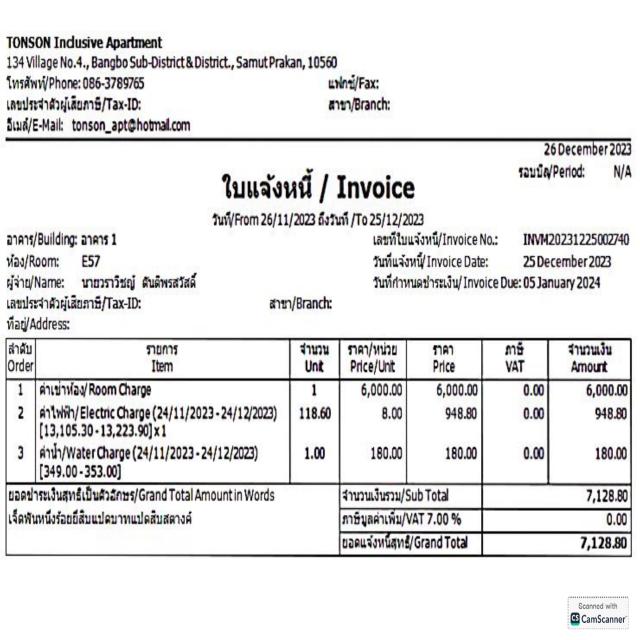 TONSON Inclusive Apartment
134 Village No.4., Bangbo Sub-District & District., Samut Prakan, 10560
โทรศัพท์/Phone: 086-3789765 แฟกซ์/Fax:
เลขประจำตัวผู้เสียภาษี/Tax-ID: สาขา/Branch:
อีเมล์/E-Mail: tonson_apt@hotmail.com
26 December 2023
รอบบิล/Period: N/A
ใบแจ้งหนี้ / Invoice
วันที่/From 26/11/2023 ถึงวันที่ /To 25/12/2023
อาคาร/Building: อาคาร 1 เลขที่ใบแจ้งหนี้/Invoice No.: INVM20231225002740
ห้อง/Room: E57 วันที่แจ้งหนี้/Invoice Date: 25 December 2023
ผู้จ่าย/Name: นายวราวิชญ์ ตันติพรสวัสดิ์ วันที่กำหนดชำระเงิน/ Invoice Due: 05 January 2024
เลขประจำตัวผู้เสียภาษี/Tax-ID: สาขา/Branch:
ที่อยู่/Address:
ลำดับ รายการ จำนวน ราคา/หน่วย ราคา ภาษี จำนวนเงิน
Order Item Unit Price/Unit Price VAT Amount
1 ค่าเช่าห้อง/Room Charge 1 6,000.00 6,000.00 0.00 6,000.00
2 ค่าไฟฟ้า/Electric Charge (24/11/2023 - 24/12/2023) 118.60 8.00 948.80 0.00 948.80
[13,105.30 - 13,223.90] x 1
3 ค่าน้ำ/Water Charge (24/11/2023 - 24/12/2023) 1.00 180.00 180.00 0.00 180.00
[349.00 - 353.00]
ยอดชำระเงินสุทธิเป็นตัวอักษร/Grand Total Amount in Words จำนวนเงินรวม/Sub Total 7,128.80
เจ็ดพันหนึ่งร้อยยี่สิบแปดบาทแปดสิบสตางค์ ภาษีมูลค่าเพิ่ม/VAT 7.00 % 0.00
ยอดแจ้งหนี้สุทธิ/Grand Total 7,128.80
Scanned with
CS CamScanner